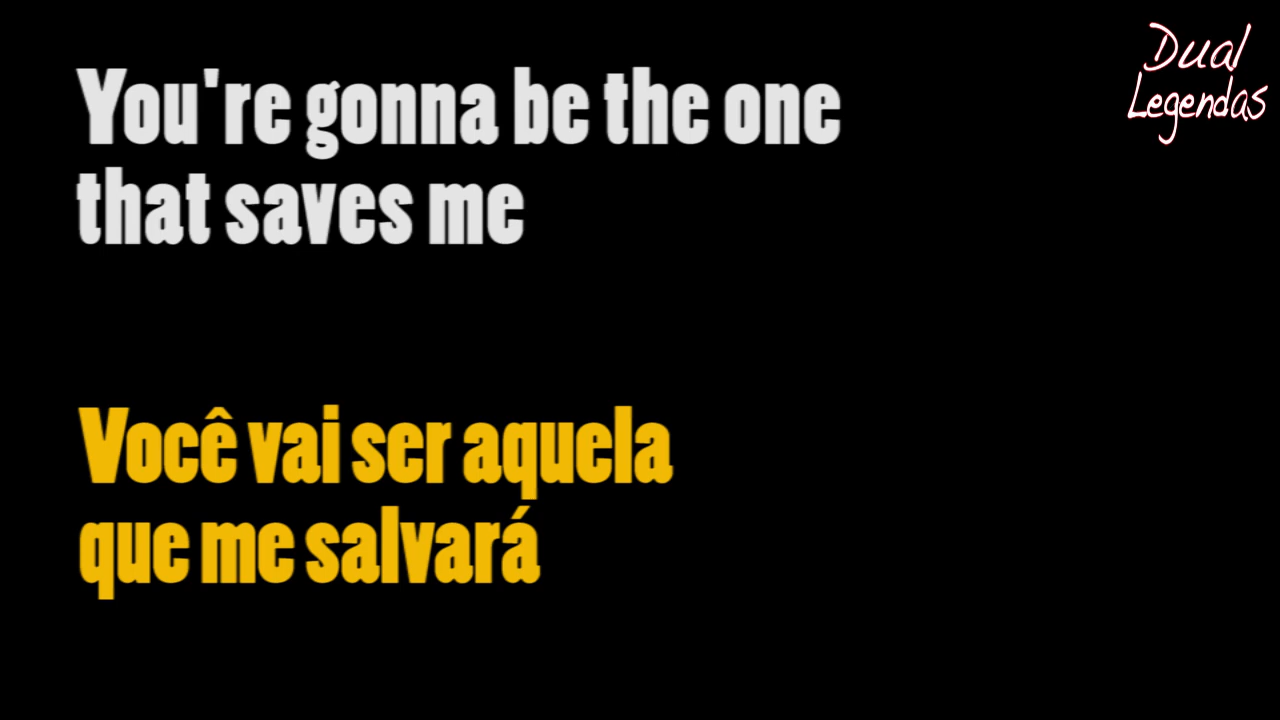 You're gonna be the one
that saves me
Você vai ser aquela
que me salvará
Dual
Legendas